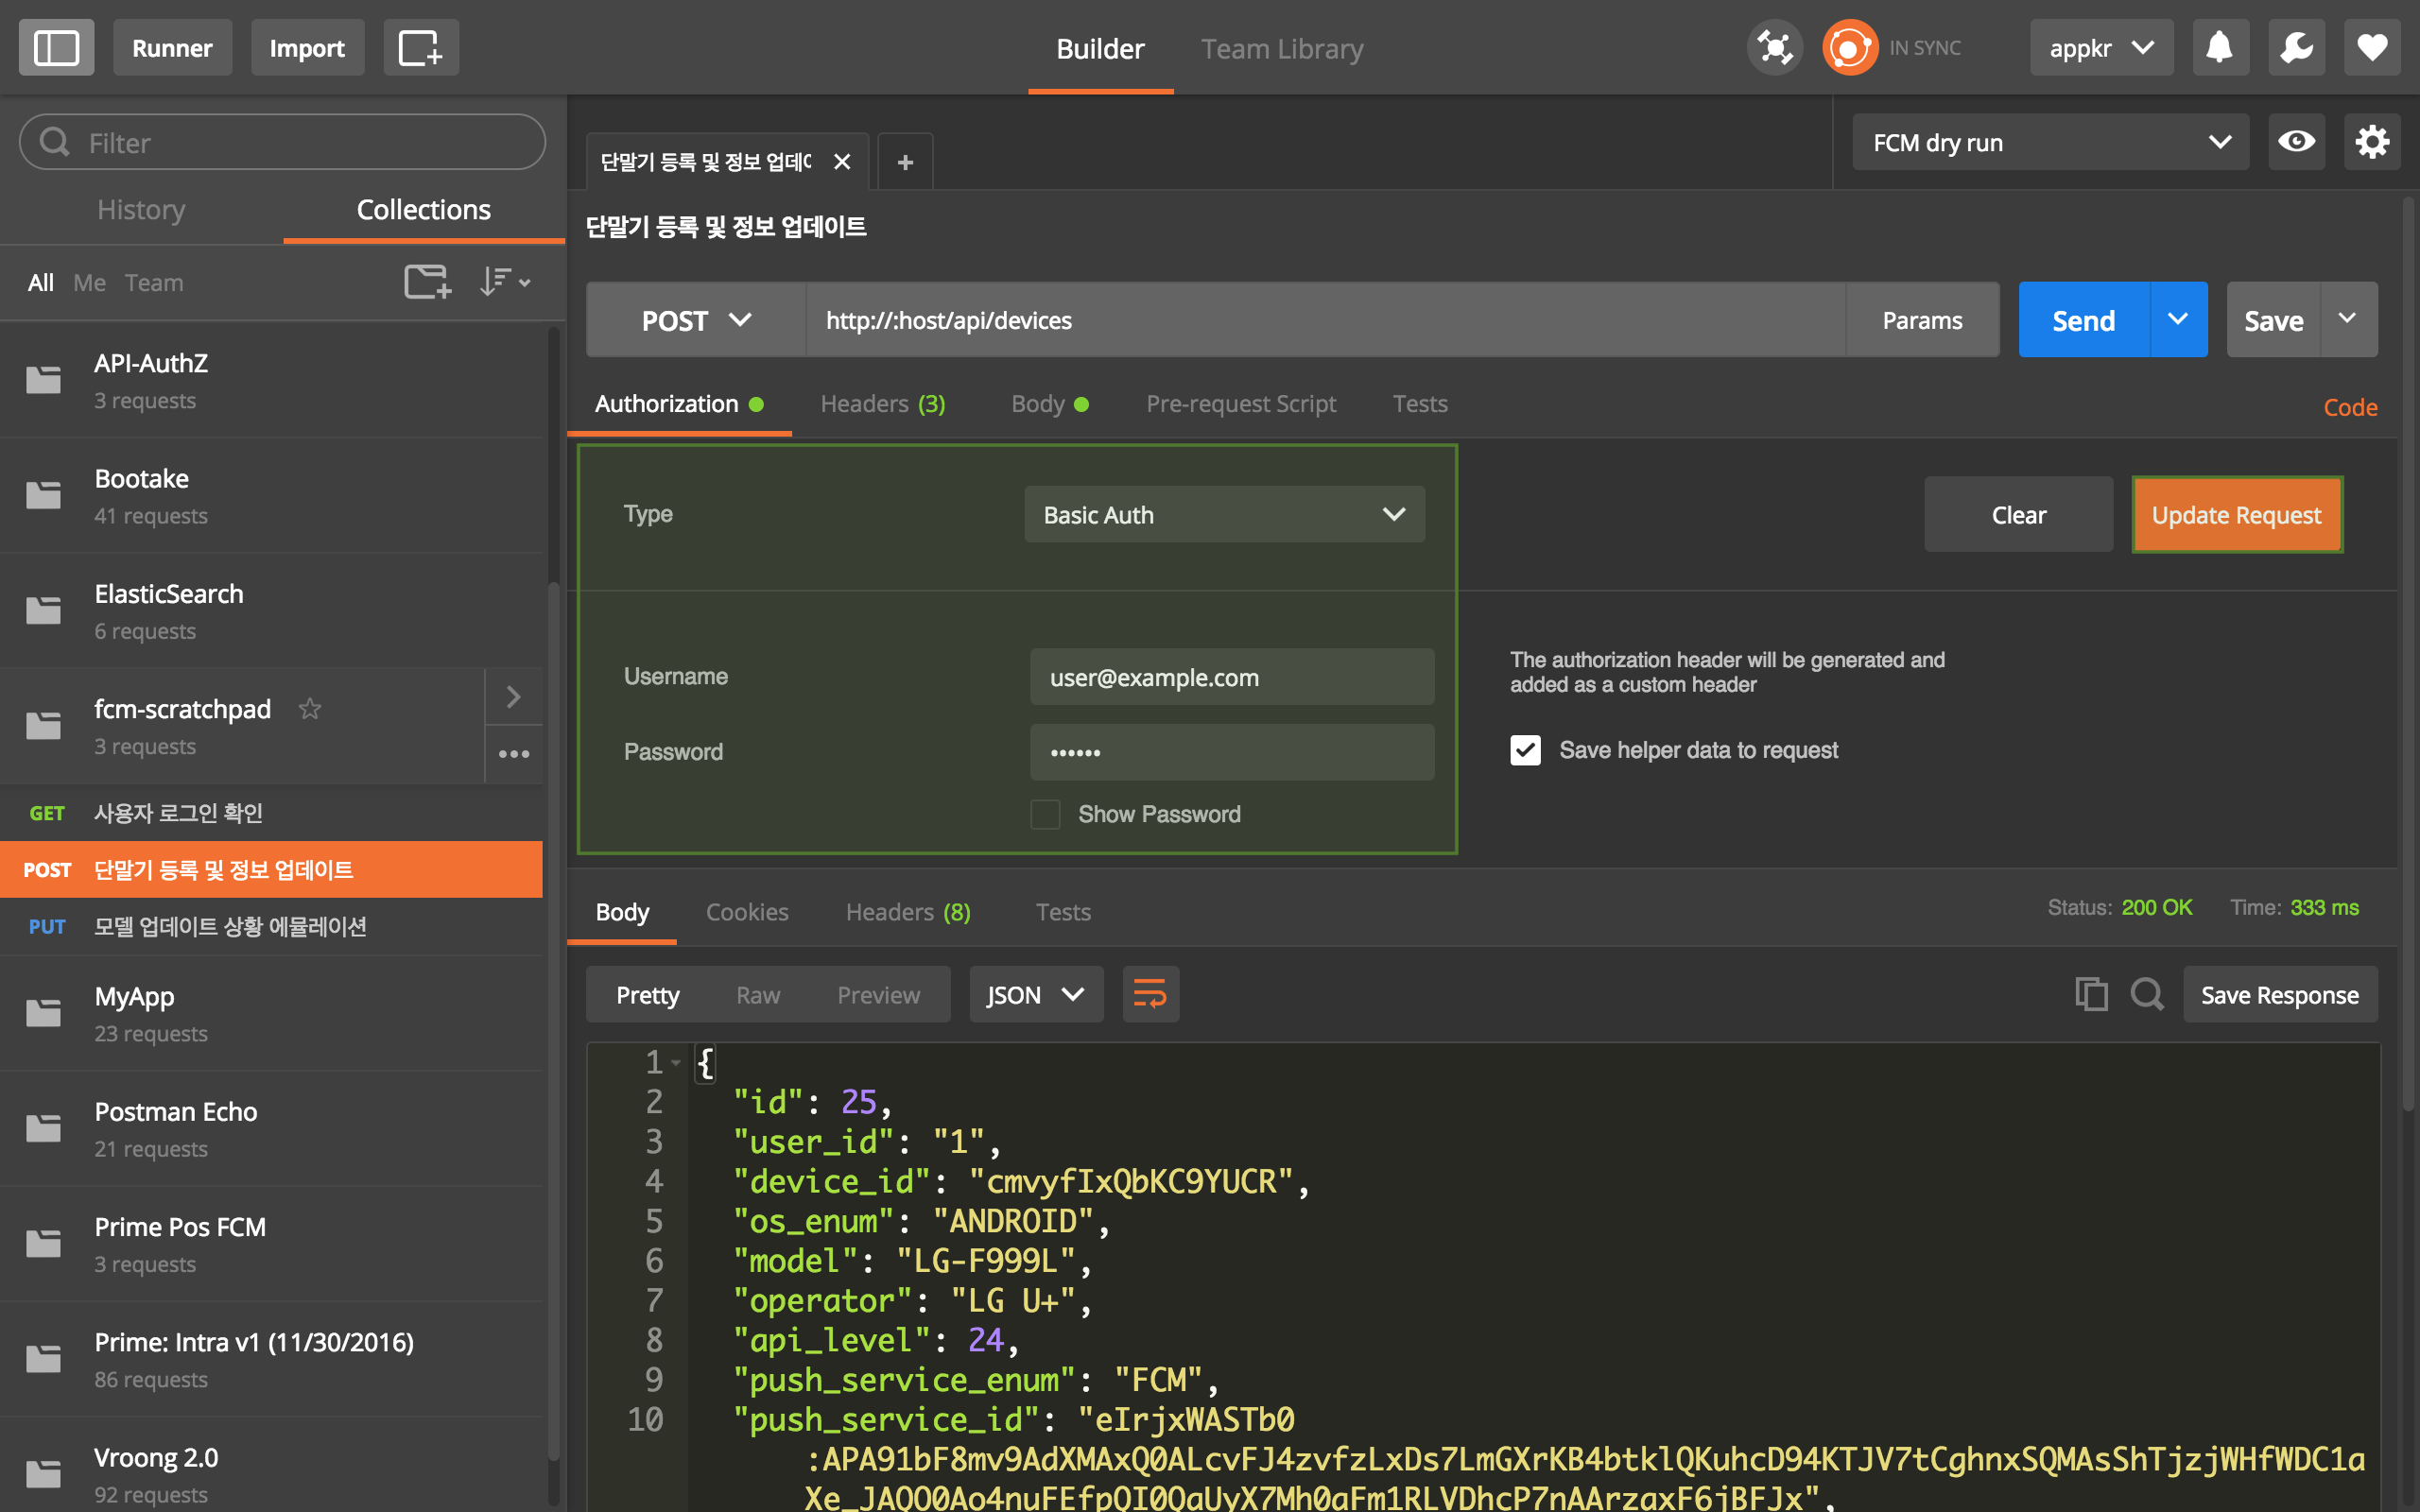 Runner
Import
Builder
Team Library
IN SYNC
appkr
Filter
History
Collections
All Me Team
API-AuthZ
3 requests
Bootake
41 requests
ElasticSearch
6 requests
fcm-scratchpad
3 requests
GET 사용자 로그인 확인
POST 단말기 등록 및 정보 업데이트
PUT 모델 업데이트 상황 에뮬레이션
MyApp
23 requests
Postman Echo
21 requests
Prime Pos FCM
3 requests
Prime: Intra v1 (11/30/2016)
86 requests
Vroong 2.0
92 requests
단말기 등록 및 정보 업데이
FCM dry run
단말기 등록 및 정보 업데이트
POST
http://:host/api/devices
Params
Send
Save
Authorization
Headers (3)
Body
Pre-request Script
Tests
Code
Type
Basic Auth
Clear
Update Request
Username
user@example.com
Password
••••••
Show Password
The authorization header will be generated and
added as a custom header
Save helper data to request
Body
Cookies
Headers (8)
Tests
Status: 200 OK
Time: 333 ms
Pretty
Raw
Preview
JSON
Save Response
1 {
2 "id": 25,
3 "user_id": "1",
4 "device_id": "cmvyfIxQbKC9YUCR",
5 "os_enum": "ANDROID",
6 "model": "LG-F999L",
7 "operator": "LG U+",
8 "api_level": 24,
9 "push_service_enum": "FCM",
10 "push_service_id": "eIrjxWASTb0
:APA91bF8mv9AdXMAxQ0ALcvFJ4zvfzLxDs7LmGXrKB4btklQKuhcD94KTJV7tCghnxSQMAsShTjzjWHfWDC1a
Xe_JAQO0Ao4nuFEfpQI0QaUyX7Mh0aFm1RLVDhcP7nAArzaxF6jBFJx",